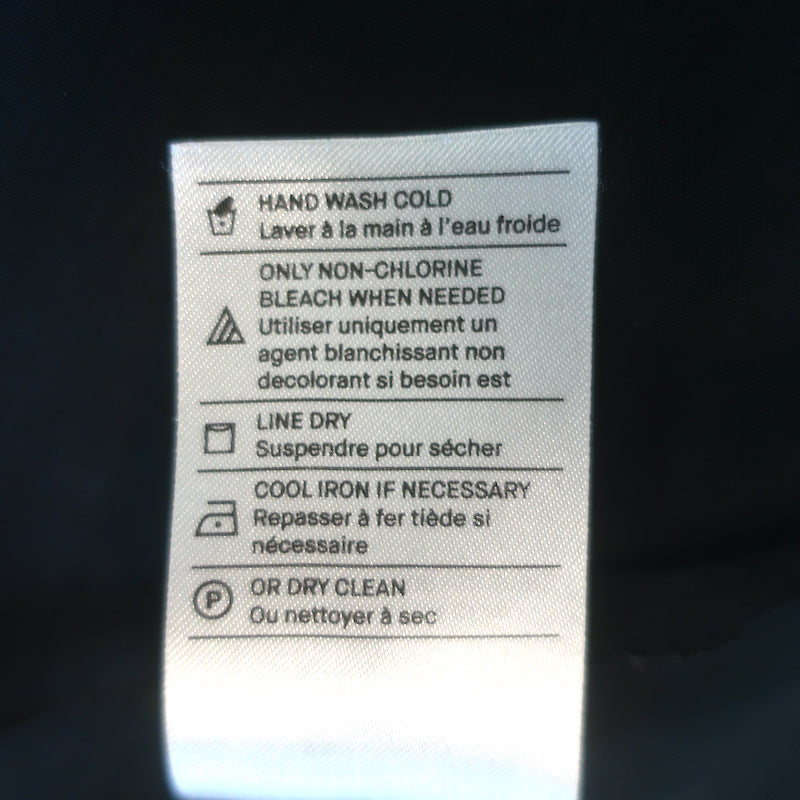 HAND WASH COLD
Laver à la main à l'eau froide
ONLY NON-CHLORINE
BLEACH WHEN NEEDED
Utiliser uniquement un
agent blanchissant non
decolorant si besoin est
LINE DRY
Suspendre pour sécher
COOL IRON IF NECESSARY
Repasser à fer tiède si
nécessaire
P
OR DRY CLEAN
Ou nettoyer à sec